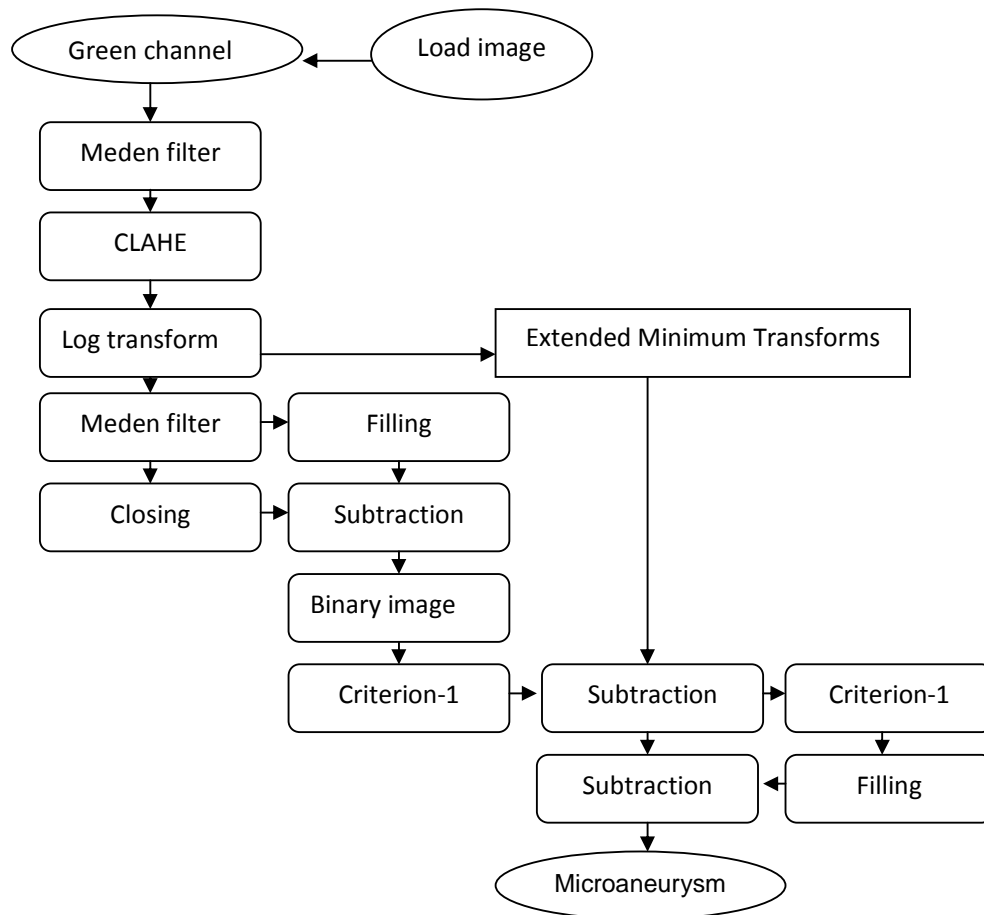 Green channel
Load image
Meden filter
CLAHE
Log transform
Extended Minimum Transforms
Meden filter
Filling
Closing
Subtraction
Binary image
Criterion-1
Subtraction
Criterion-1
Subtraction
Filling
Microaneurysm